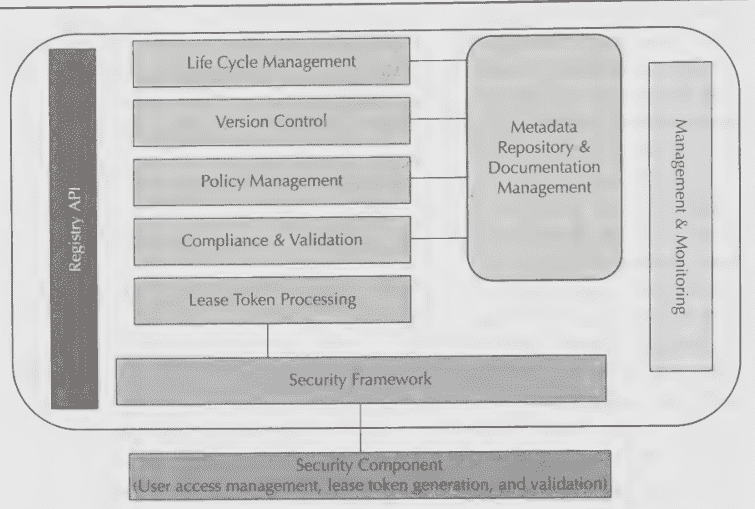 Registry API
Life Cycle Management
Version Control
Policy Management
Compliance & Validation
Lease Token Processing
Metadata
Repository &
Documentation
Management
Management & Monitoring
Security Framework
Security Component
(User access management, lease token generation, and validation)